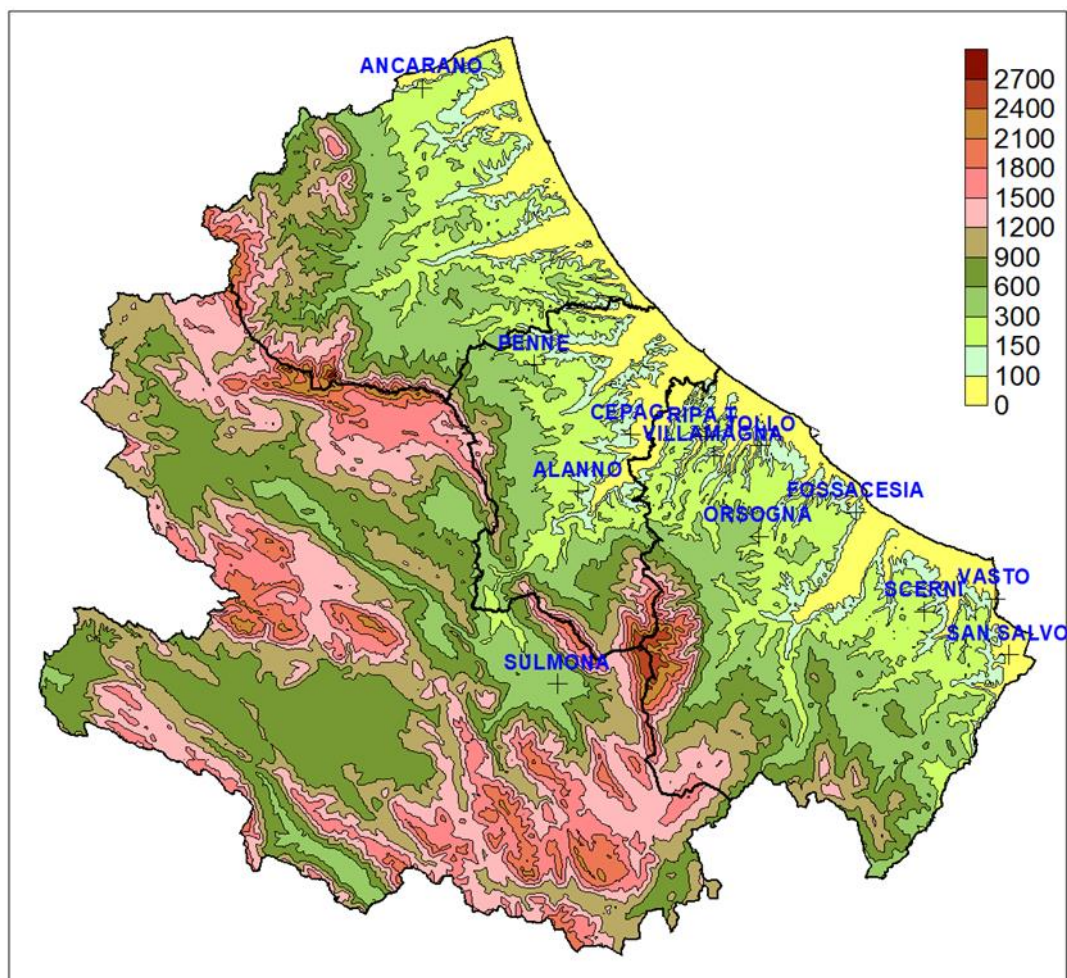 ANCARANO
2700
2400
2100
1800
1500
1200
900
600
300
150
100
0
PENNE
CEPAG
RIPA T
TOLLO
VILLAMAGNA
ALANNO
FOSSACESIA
ORSOGNA
VASTO
SCERNI
SAN SALVO
SULMONA